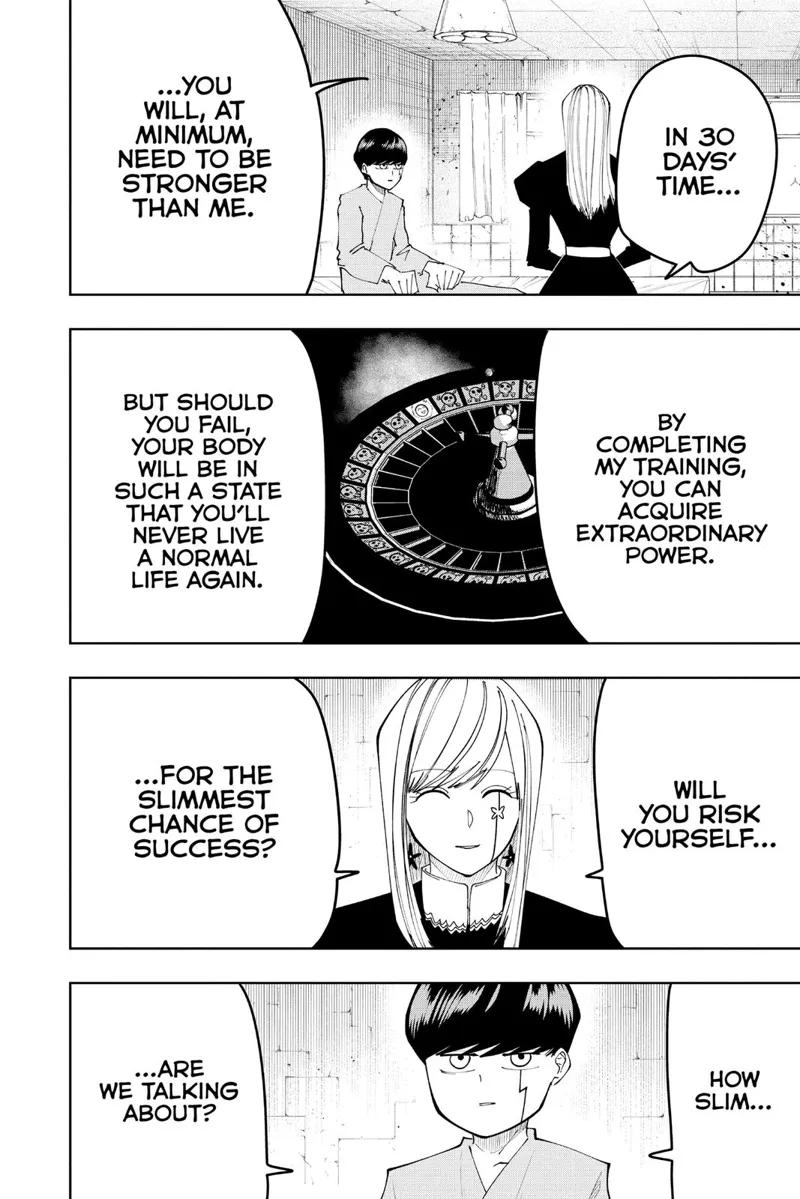 IN 30
DAYS'
TIME...
...YOU
WILL, AT
MINIMUM,
NEED TO BE
STRONGER
THAN ME.
BY
COMPLETING
MY TRAINING,
YOU CAN
ACQUIRE
EXTRAORDINARY
POWER.
BUT SHOULD
YOU FAIL,
YOUR BODY
WILL BE IN
SUCH A STATE
THAT YOU'LL
NEVER LIVE
A NORMAL
LIFE AGAIN.
WILL
YOU RISK
YOURSELF...
...FOR THE
SLIMMEST
CHANCE OF
SUCCESS?
HOW
SLIM...
...ARE
WE TALKING
ABOUT?